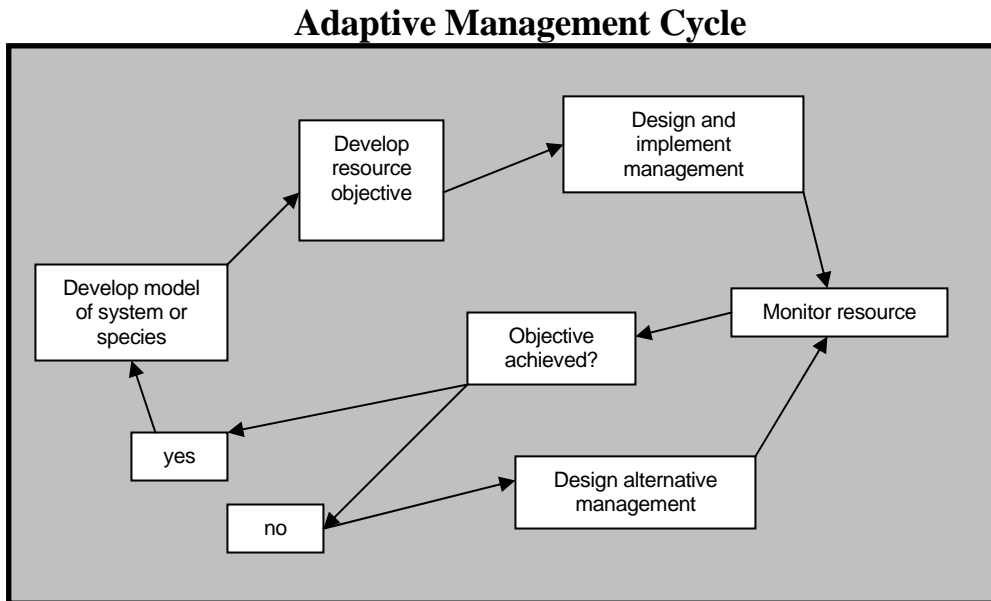 Adaptive Management Cycle
Develop
resource
objective
Design and
implement
management
Develop model
of system or
species
Monitor resource
Objective
achieved?
yes
Design alternative
management
no